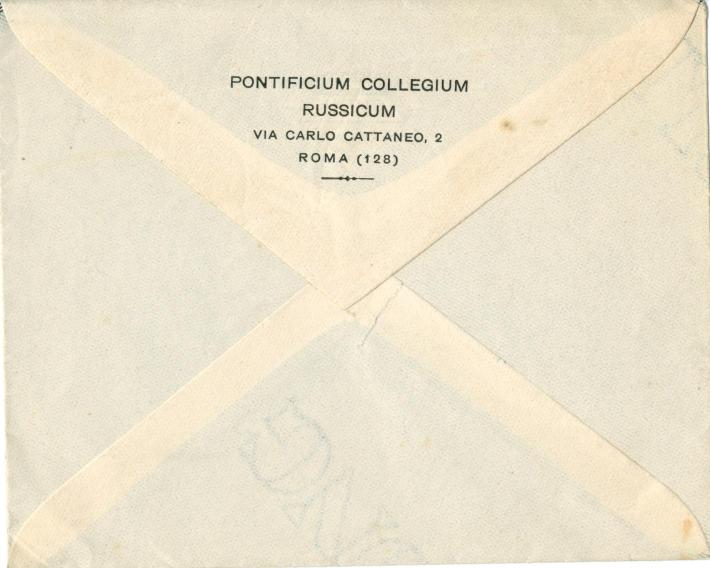 PONTIFICIUM COLLEGIUM
RUSSICUM
VIA CARLO CATTANEO, 2
ROMA (128)